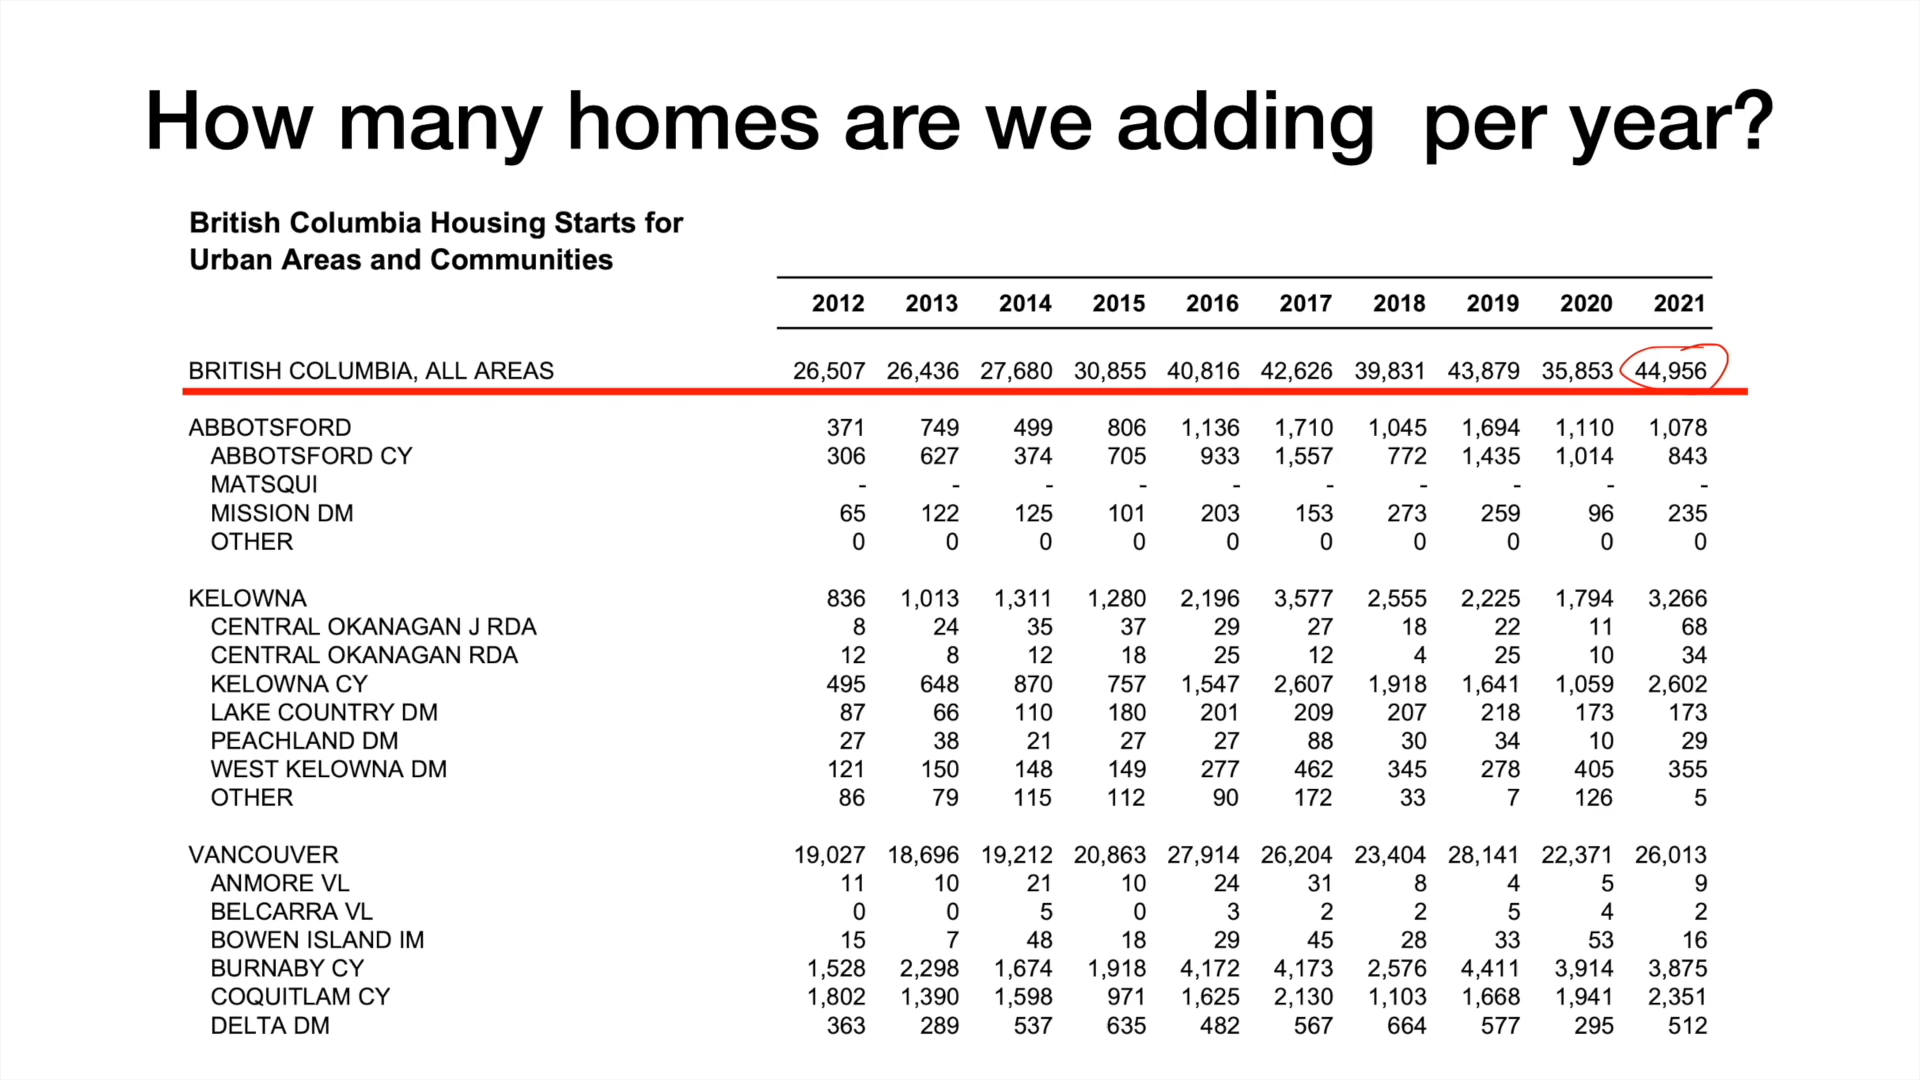 How many homes are we adding  per year?
British Columbia Housing Starts for
Urban Areas and Communities
2012 2013 2014 2015 2016 2017 2018 2019 2020 2021
BRITISH COLUMBIA, ALL AREAS 26,507 26,436 27,680 30,855 40,816 42,626 39,831 43,879 35,853 44,956
ABBOTSFORD 371 749 499 806 1,136 1,710 1,045 1,694 1,110 1,078
ABBOTSFORD CY 306 627 374 705 933 1,557 772 1,435 1,014 843
MATSQUI - - - - - - - - - -
MISSION DM 65 122 125 101 203 153 273 259 96 235
OTHER 0 0 0 0 0 0 0 0 0 0
KELOWNA 836 1,013 1,311 1,280 2,196 3,577 2,555 2,225 1,794 3,266
CENTRAL OKANAGAN J RDA 8 24 35 37 29 27 18 22 11 68
CENTRAL OKANAGAN RDA 12 8 12 18 25 12 4 25 10 34
KELOWNA CY 495 648 870 757 1,547 2,607 1,918 1,641 1,059 2,602
LAKE COUNTRY DM 87 66 110 180 201 209 207 218 173 173
PEACHLAND DM 27 38 21 27 27 88 30 34 10 29
WEST KELOWNA DM 121 150 148 149 277 462 345 278 405 355
OTHER 86 79 115 112 90 172 33 7 126 5
VANCOUVER 19,027 18,696 19,212 20,863 27,914 26,204 23,404 28,141 22,371 26,013
ANMORE VL 11 10 21 10 24 31 8 4 5 9
BELCARRA VL 0 0 5 0 3 2 2 5 4 2
BOWEN ISLAND IM 15 7 48 18 29 45 28 33 53 16
BURNABY CY 1,528 2,298 1,674 1,918 4,172 4,173 2,576 4,411 3,914 3,875
COQUITLAM CY 1,802 1,390 1,598 971 1,625 2,130 1,103 1,668 1,941 2,351
DELTA DM 363 289 537 635 482 567 664 577 295 512